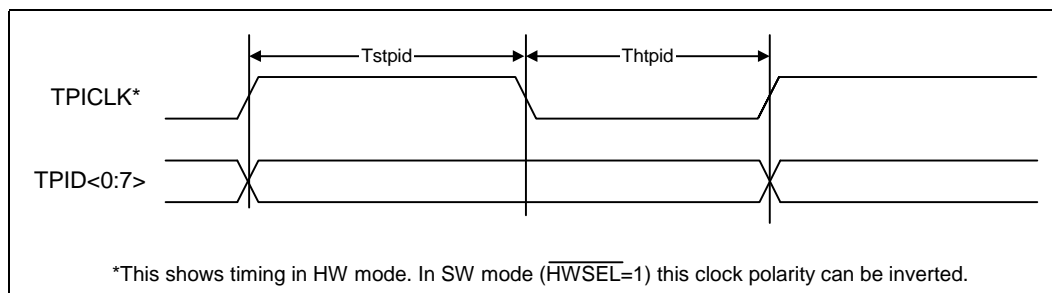 Tstpid Thtpid
TPICLK*
TPID<0:7>
*This shows timing in HW mode. In SW mode (HWSEL=1) this clock polarity can be inverted.